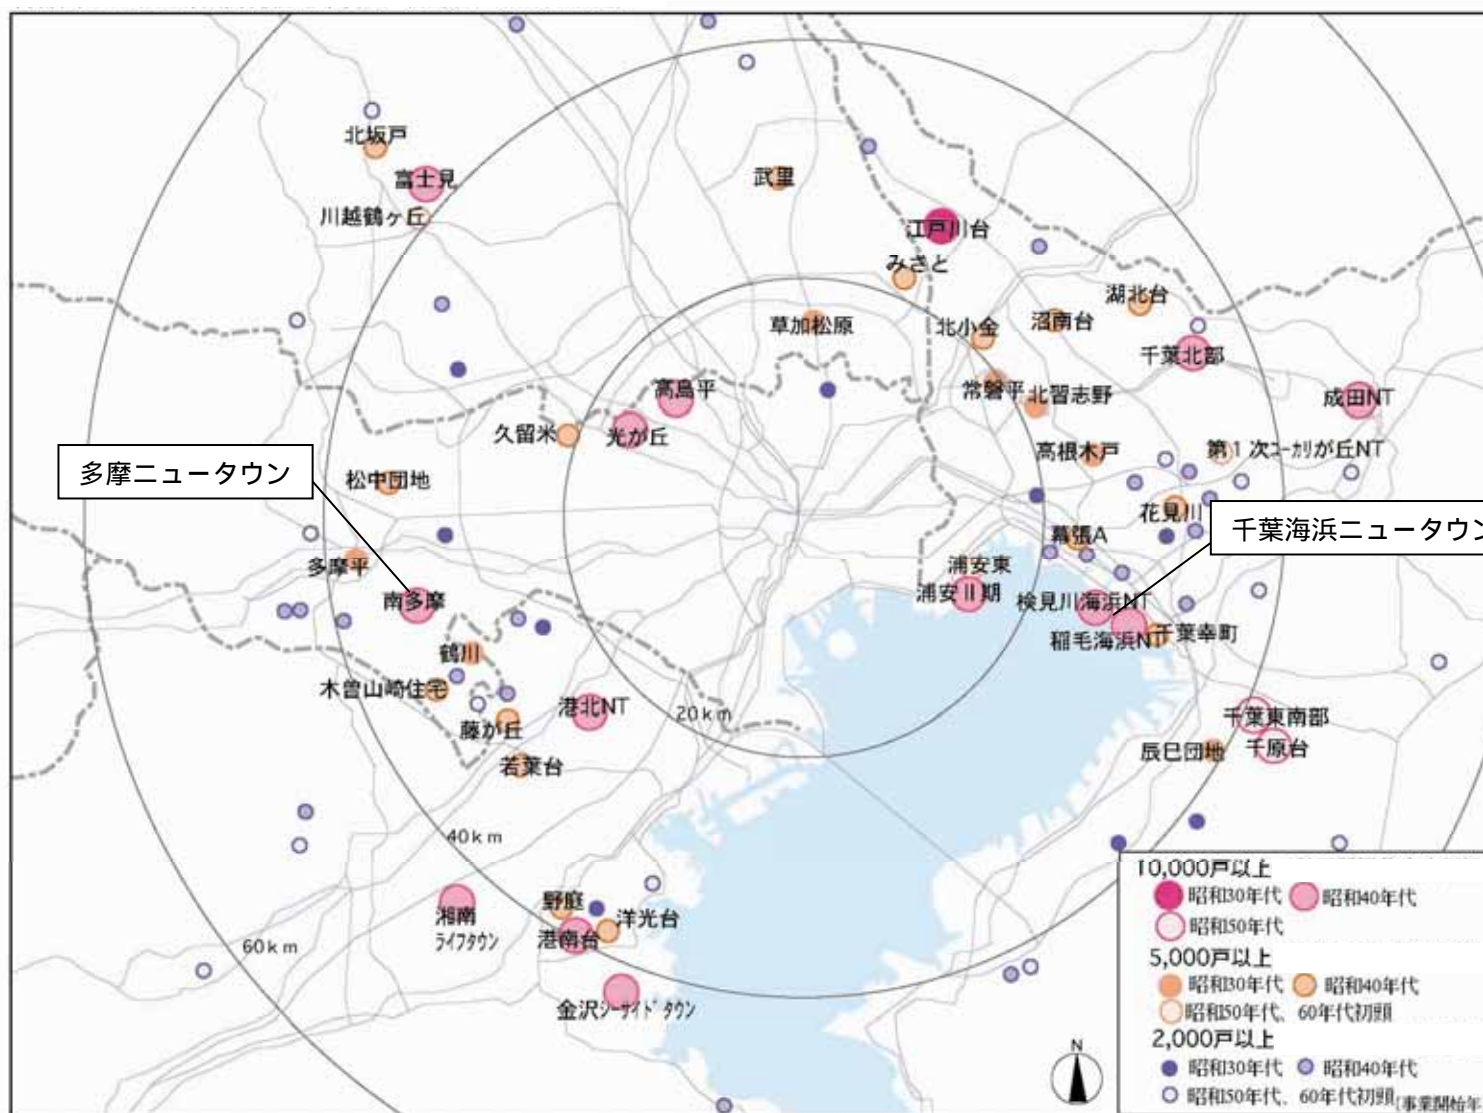 北坂戸
富士見
川越鶴ヶ丘
武里
江戸川台
みさと
湖北台
草加松原
北小金
沼南台
千葉北部
高島平
常磐平
北習志野
成田NT
久留米
光が丘
高根木戸
第1次ユーカリが丘NT
多摩ニュータウン
松中団地
花見川
千葉海浜ニュータウン
幕張A
多摩平
浦安東
浦安Ⅱ期
南多摩
検見川海浜NT
稲毛海浜NT
千葉幸町
鶴川
木曽山崎住宅
港北NT
20km
藤が丘
千葉東南部
辰巳団地
千原台
若葉台
40km
野庭
湘南
ライフタウン
洋光台
港南台
60km
金沢シーサイドタウン
N
10,000戸以上
昭和30年代
昭和40年代
昭和50年代
5,000戸以上
昭和30年代
昭和40年代
昭和50年代、60年代初頭
2,000戸以上
昭和30年代
昭和40年代
昭和50年代、60年代初頭
(事業開始年